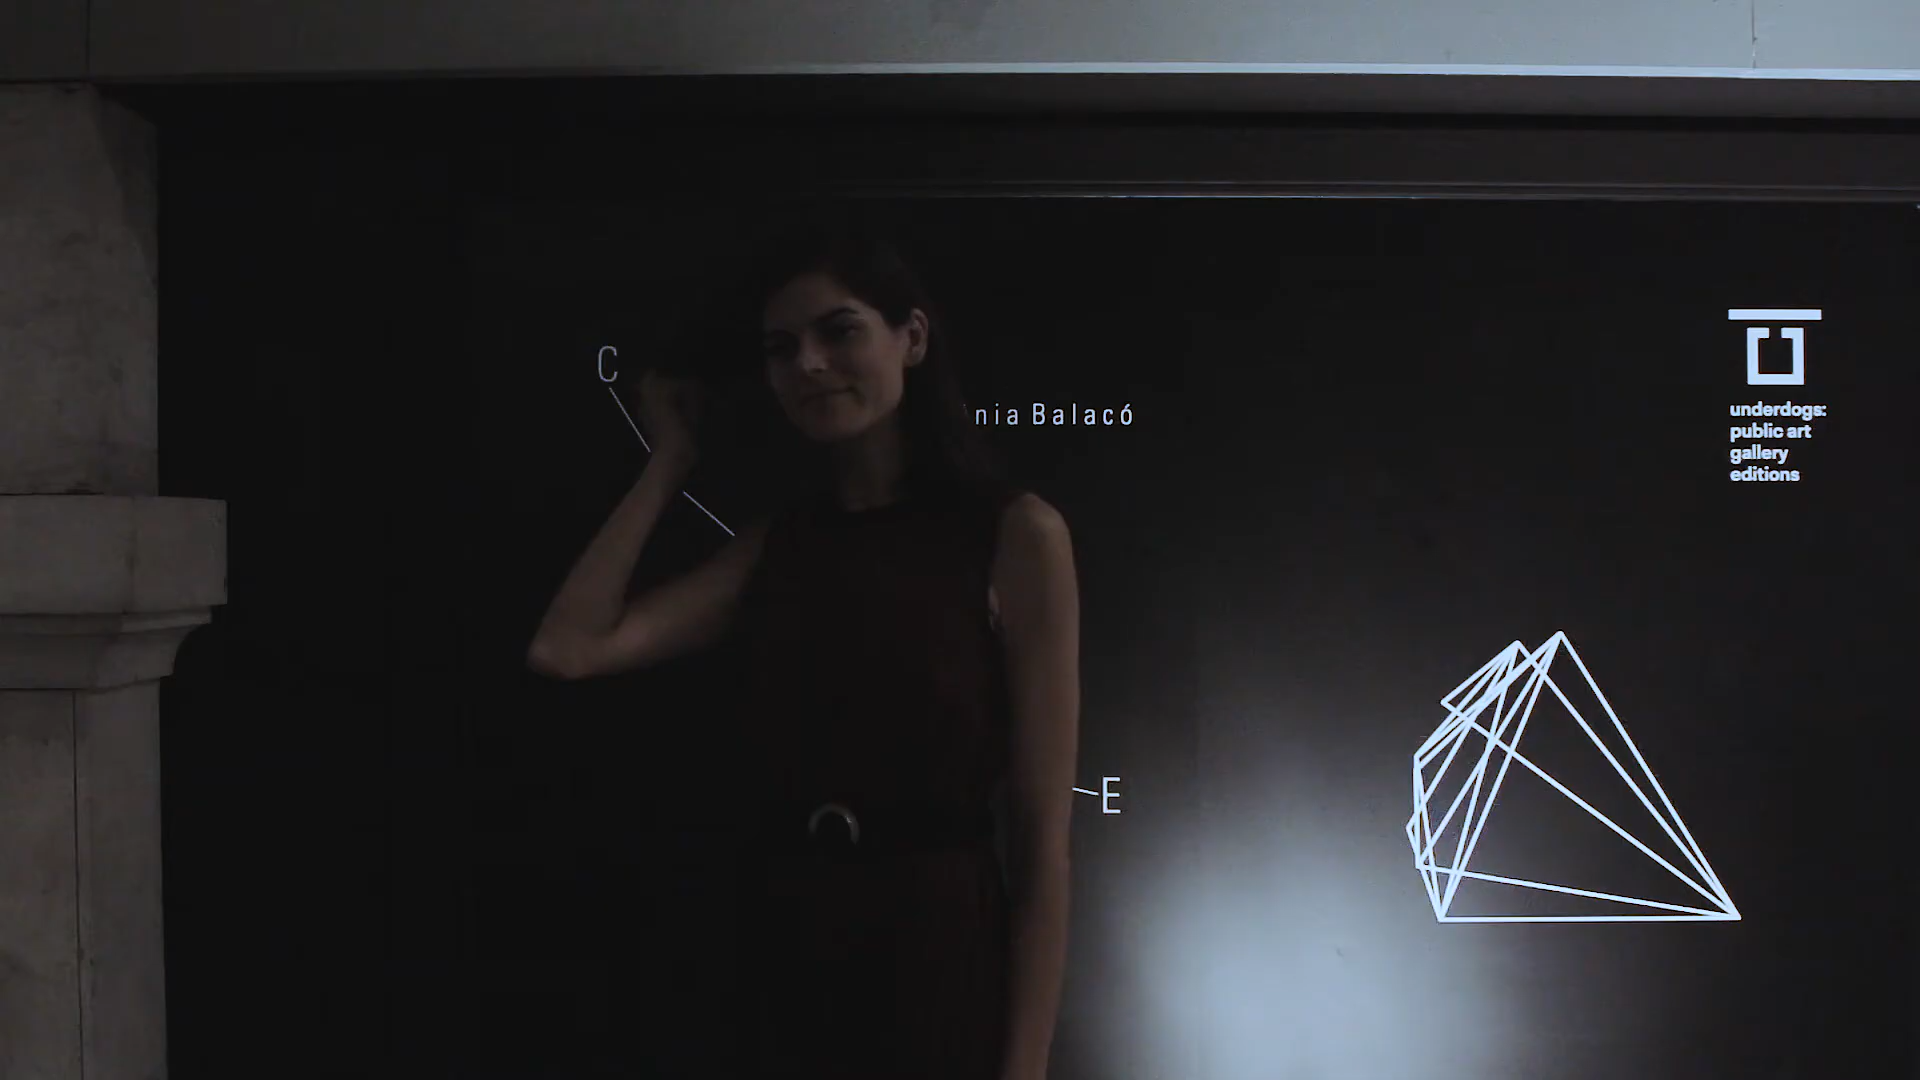 C
nia Balacó
E
underdogs:
public art
gallery
editions